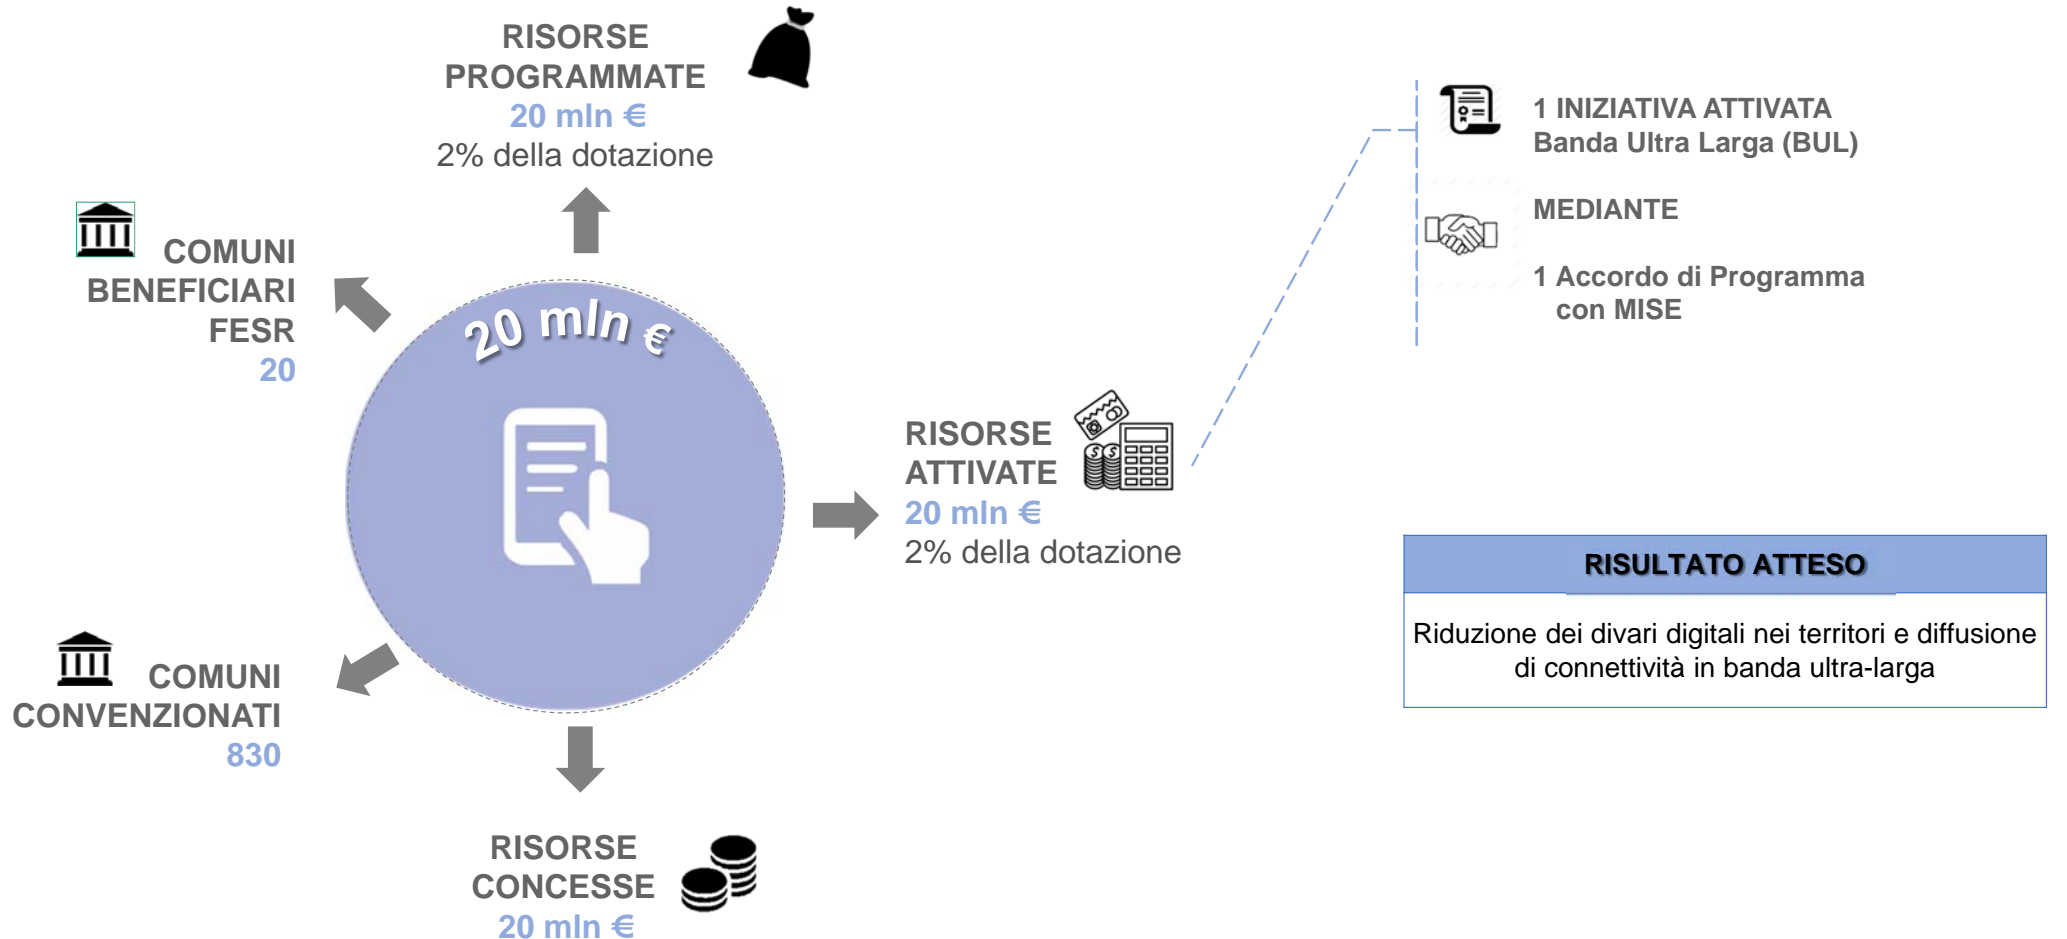 RISORSE
PROGRAMMATE
20 mln €
2% della dotazione
COMUNI
BENEFICIARI
FESR
20
20 mln €
RISORSE
ATTIVATE
20 mln €
2% della dotazione
COMUNI
CONVENZIONATI
830
RISORSE
CONCESSE
20 mln €
1 INIZIATIVA ATTIVATA
Banda Ultra Larga (BUL)
MEDIANTE
1 Accordo di Programma
con MISE
RISULTATO ATTESO
Riduzione dei divari digitali nei territori e diffusione
di connettività in banda ultra-larga